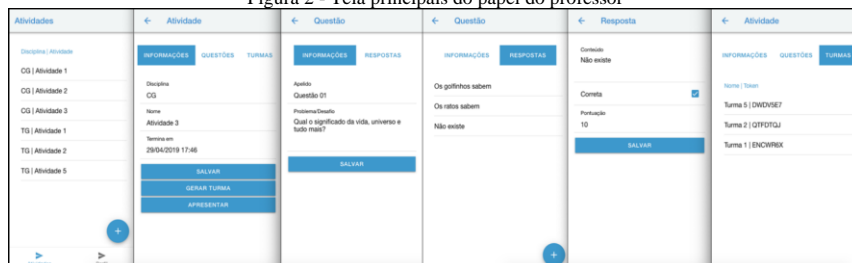 Figura 2 - Tela principais do papel do professor
Atividades
Disciplina | Atividade
CG | Atividade 1
CG | Atividade 2
CG | Atividade 3
TG | Atividade 1
TG | Atividade 2
TG | Atividade 5
+
← Atividade
INFORMAÇÕES QUESTÕES TURMAS
Disciplina
CG
Nome
Atividade 3
Termina em
29/04/2019 17:46
SALVAR
GERAR TURMA
APRESENTAR
← Questão
INFORMAÇÕES RESPOSTAS
Apelido
Questão 01
Problema/Desafio
Qual o significado da vida, universo e
tudo mais?
SALVAR
← Questão
INFORMAÇÕES RESPOSTAS
Os golfinhos sabem
Os ratos sabem
Não existe
+
← Resposta
Conteúdo
Não existe
Correta
Pontuação
10
SALVAR
← Atividade
INFORMAÇÕES QUESTÕES TURMAS
Nome | Token
Turma 5 | DWDV5E7
Turma 2 | QTFDTGJ
Turma 1 | ENCWR6X